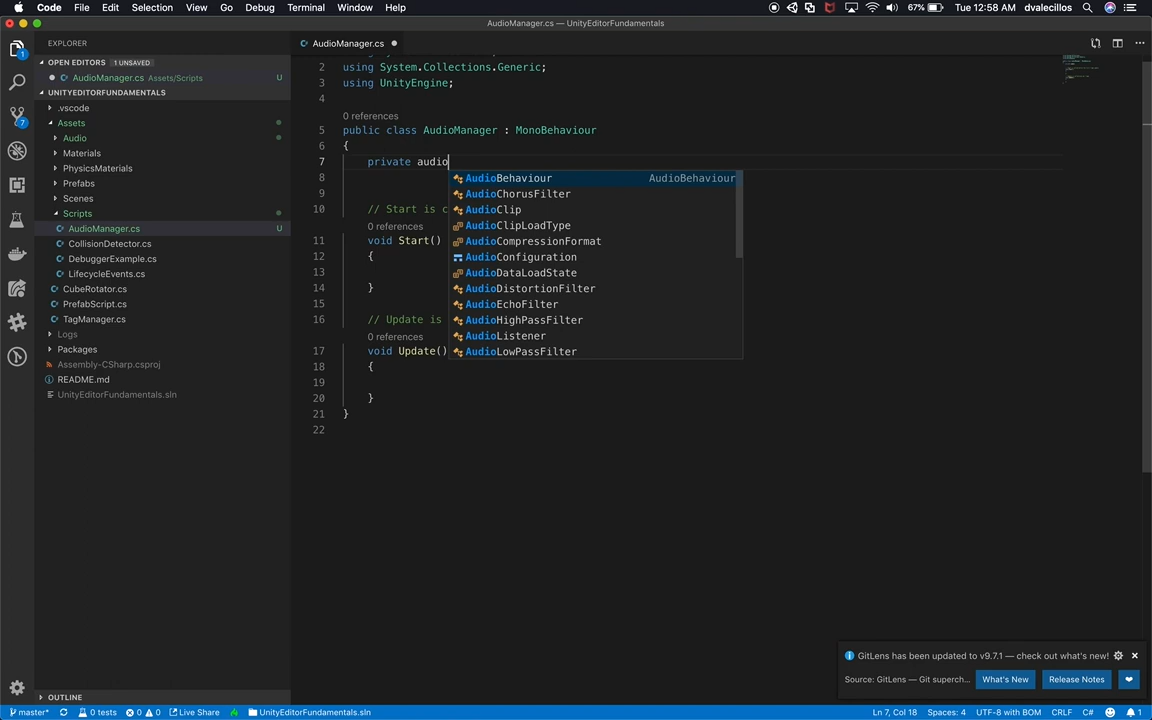 Code File Edit Selection View Go Debug Terminal Window Help 67% Tue 12:58 AM dvalecillos
AudioManager.cs — UnityEditorFundamentals
EXPLORER
OPEN EDITORS 1 UNSAVED
AudioManager.cs Assets/Scripts U
UNITYEDITORFUNDAMENTALS
.vscode
Assets
Audio
Materials
PhysicsMaterials
Prefabs
Scenes
Scripts
AudioManager.cs U
CollisionDetector.cs
DebuggerExample.cs
LifecycleEvents.cs
CubeRotator.cs
PrefabScript.cs
TagManager.cs
Logs
Packages
Assembly-CSharp.csproj
README.md
UnityEditorFundamentals.sln
OUTLINE
1
7
AudioManager.cs
2 using System.Collections.Generic;
3 using UnityEngine;
4
0 references
5 public class AudioManager : MonoBehaviour
6 {
7 private audio
8
9
10 // Start is c
0 references
11 void Start()
12 {
13
14 }
15
16 // Update is
0 references
17 void Update()
18 {
19
20 }
21 }
22
AudioBehaviour AudioBehaviour
AudioChorusFilter
AudioClip
AudioClipLoadType
AudioCompressionFormat
AudioConfiguration
AudioDataLoadState
AudioDistortionFilter
AudioEchoFilter
AudioHighPassFilter
AudioListener
AudioLowPassFilter
GitLens has been updated to v9.7.1 — check out what's new!
Source: GitLens — Git superch... What's New Release Notes
master* 0 tests 0 0 Live Share UnityEditorFundamentals.sln Ln 7, Col 18 Spaces: 4 UTF-8 with BOM CRLF C# 1